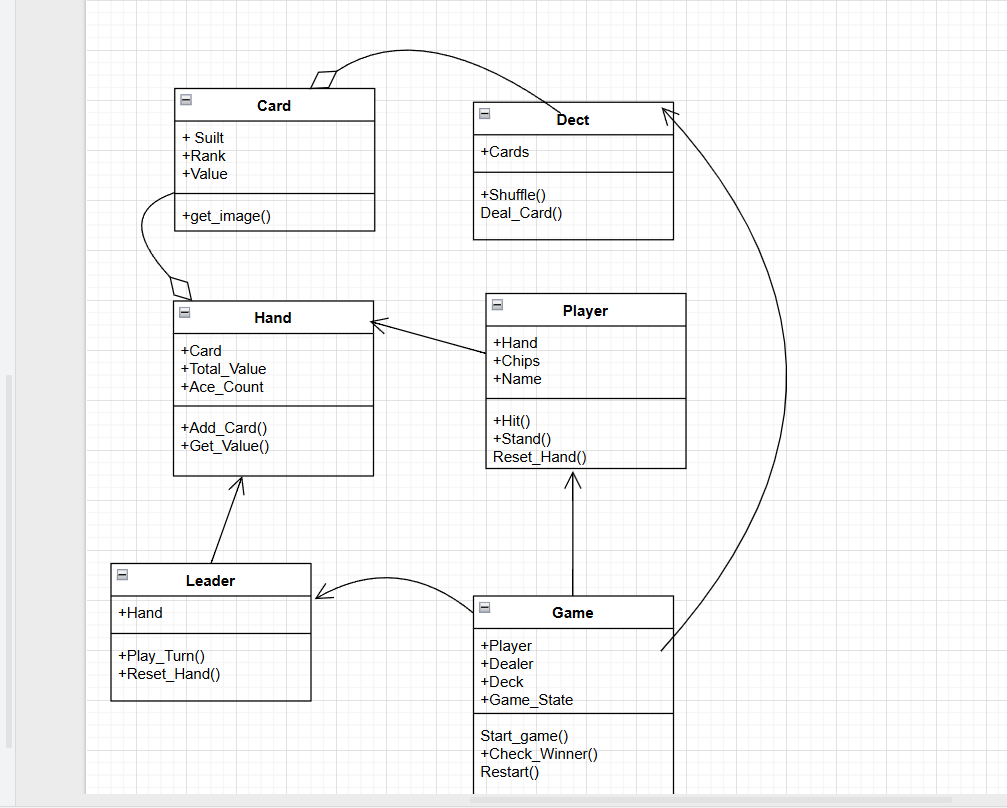 Card
+ Suilt
+Rank
+Value
+get_image()
Dect
+Cards
+Shuffle()
Deal_Card()
Hand
+Card
+Total_Value
+Ace_Count
+Add_Card()
+Get_Value()
Player
+Hand
+Chips
+Name
+Hit()
+Stand()
Reset_Hand()
Leader
+Hand
+Play_Turn()
+Reset_Hand()
Game
+Player
+Dealer
+Deck
+Game_State
Start_game()
+Check_Winner()
Restart()